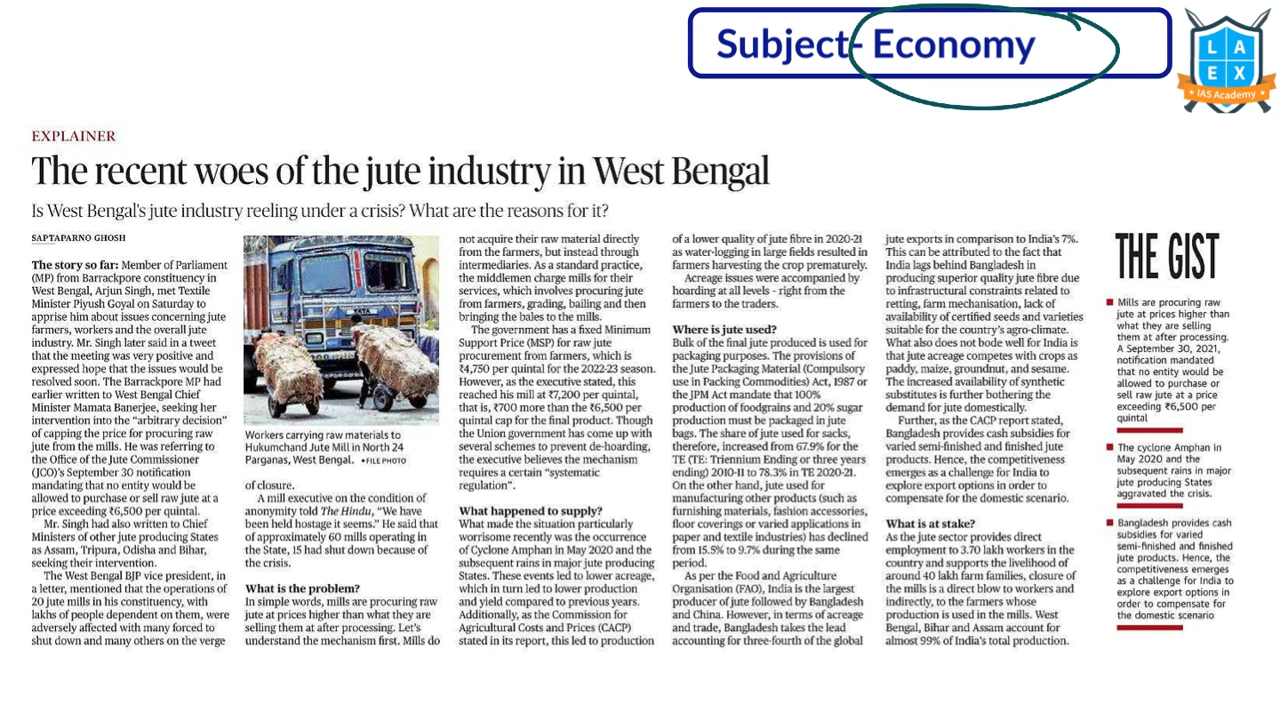 Subject- Economy
L A
E X
IAS Academy
EXPLAINER
The recent woes of the jute industry in West Bengal
Is West Bengal's jute industry reeling under a crisis? What are the reasons for it?
SAPTAPARNO GHOSH
The story so far: Member of Parliament
(MP) from Barrackpore constituency in
West Bengal, Arjun Singh, met Textile
Minister Piyush Goyal on Saturday to
apprise him about issues concerning jute
farmers, workers and the overall jute
industry. Mr. Singh later said in a tweet
that the meeting was very positive and
expressed hope that the issues would be
resolved soon. The Barrackpore MP had
earlier written to West Bengal Chief
Minister Mamata Banerjee, seeking her
intervention into the “arbitrary decision”
of capping the price for procuring raw
jute from the mills. He was referring to
the Office of the Jute Commissioner
(JCO)'s September 30 notification
mandating that no entity would be
allowed to purchase or sell raw jute at a
price exceeding ₹6,500 per quintal.
Mr. Singh had also written to Chief
Ministers of other jute producing States
as Assam, Tripura, Odisha and Bihar,
seeking their intervention.
The West Bengal BJP vice president, in
a letter, mentioned that the operations of
20 jute mills in his constituency, with
lakhs of people dependent on them, were
adversely affected with many forced to
shut down and many others on the verge
TATA
Workers carrying raw materials to
Hukumchand Jute Mill in North 24
Parganas, West Bengal. • FILE PHOTO
of closure.
A mill executive on the condition of
anonymity told The Hindu, “We have
been held hostage it seems.” He said that
of approximately 60 mills operating in
the State, 15 had shut down because of
the crisis.
What is the problem?
In simple words, mills are procuring raw
jute at prices higher than what they are
selling them at after processing. Let's
understand the mechanism first. Mills do
not acquire their raw material directly
from the farmers, but instead through
intermediaries. As a standard practice,
the middlemen charge mills for their
services, which involves procuring jute
from farmers, grading, bailing and then
bringing the bales to the mills.
The government has a fixed Minimum
Support Price (MSP) for raw jute
procurement from farmers, which is
₹4,750 per quintal for the 2022-23 season.
However, as the executive stated, this
reached his mill at ₹7,200 per quintal,
that is, ₹700 more than the ₹6,500 per
quintal cap for the final product. Though
the Union government has come up with
several schemes to prevent de-hoarding,
the executive believes the mechanism
requires a certain “systematic
regulation”.
What happened to supply?
What made the situation particularly
worrisome recently was the occurrence
of Cyclone Amphan in May 2020 and the
subsequent rains in major jute producing
States. These events led to lower acreage,
which in turn led to lower production
and yield compared to previous years.
Additionally, as the Commission for
Agricultural Costs and Prices (CACP)
stated in its report, this led to production
of a lower quality of jute fibre in 2020-21
as water-logging in large fields resulted in
farmers harvesting the crop prematurely.
Acreage issues were accompanied by
hoarding at all levels – right from the
farmers to the traders.
Where is jute used?
Bulk of the final jute produced is used for
packaging purposes. The provisions of
the Jute Packaging Material (Compulsory
use in Packing Commodities) Act, 1987 or
the JPM Act mandate that 100%
production of foodgrains and 20% sugar
production must be packaged in jute
bags. The share of jute used for sacks,
therefore, increased from 67.9% for the
TE (TE: Triennium Ending or three years
ending) 2010-11 to 78.3% in TE 2020-21.
On the other hand, jute used for
manufacturing other products (such as
furnishing materials, fashion accessories,
floor coverings or varied applications in
paper and textile industries) has declined
from 15.5% to 9.7% during the same
period.
As per the Food and Agriculture
Organisation (FAO), India is the largest
producer of jute followed by Bangladesh
and China. However, in terms of acreage
and trade, Bangladesh takes the lead
accounting for three-fourth of the global
jute exports in comparison to India's 7%.
This can be attributed to the fact that
India lags behind Bangladesh in
producing superior quality jute fibre due
to infrastructural constraints related to
retting, farm mechanisation, lack of
availability of certified seeds and varieties
suitable for the country's agro-climate.
What also does not bode well for India is
that jute acreage competes with crops as
paddy, maize, groundnut, and sesame.
The increased availability of synthetic
substitutes is further bothering the
demand for jute domestically.
Further, as the CACP report stated,
Bangladesh provides cash subsidies for
varied semi-finished and finished jute
products. Hence, the competitiveness
emerges as a challenge for India to
explore export options in order to
compensate for the domestic scenario.
What is at stake?
As the jute sector provides direct
employment to 3.70 lakh workers in the
country and supports the livelihood of
around 40 lakh farm families, closure of
the mills is a direct blow to workers and
indirectly, to the farmers whose
production is used in the mills. West
Bengal, Bihar and Assam account for
almost 99% of India's total production.
THE GIST
Mills are procuring raw
jute at prices higher than
what they are selling
them at after processing.
A September 30, 2021,
notification mandated
that no entity would be
allowed to purchase or
sell raw jute at a price
exceeding ₹6,500 per
quintal
The cyclone Amphan in
May 2020 and the
subsequent rains in major
jute producing States
aggravated the crisis.
Bangladesh provides cash
subsidies for varied
semi-finished and finished
jute products. Hence, the
competitiveness emerges
as a challenge for India to
explore export options in
order to compensate for
the domestic scenario